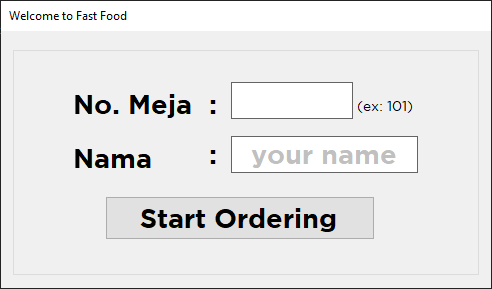 Welcome to Fast Food
No. Meja : (ex: 101)
Nama : your name
Start Ordering